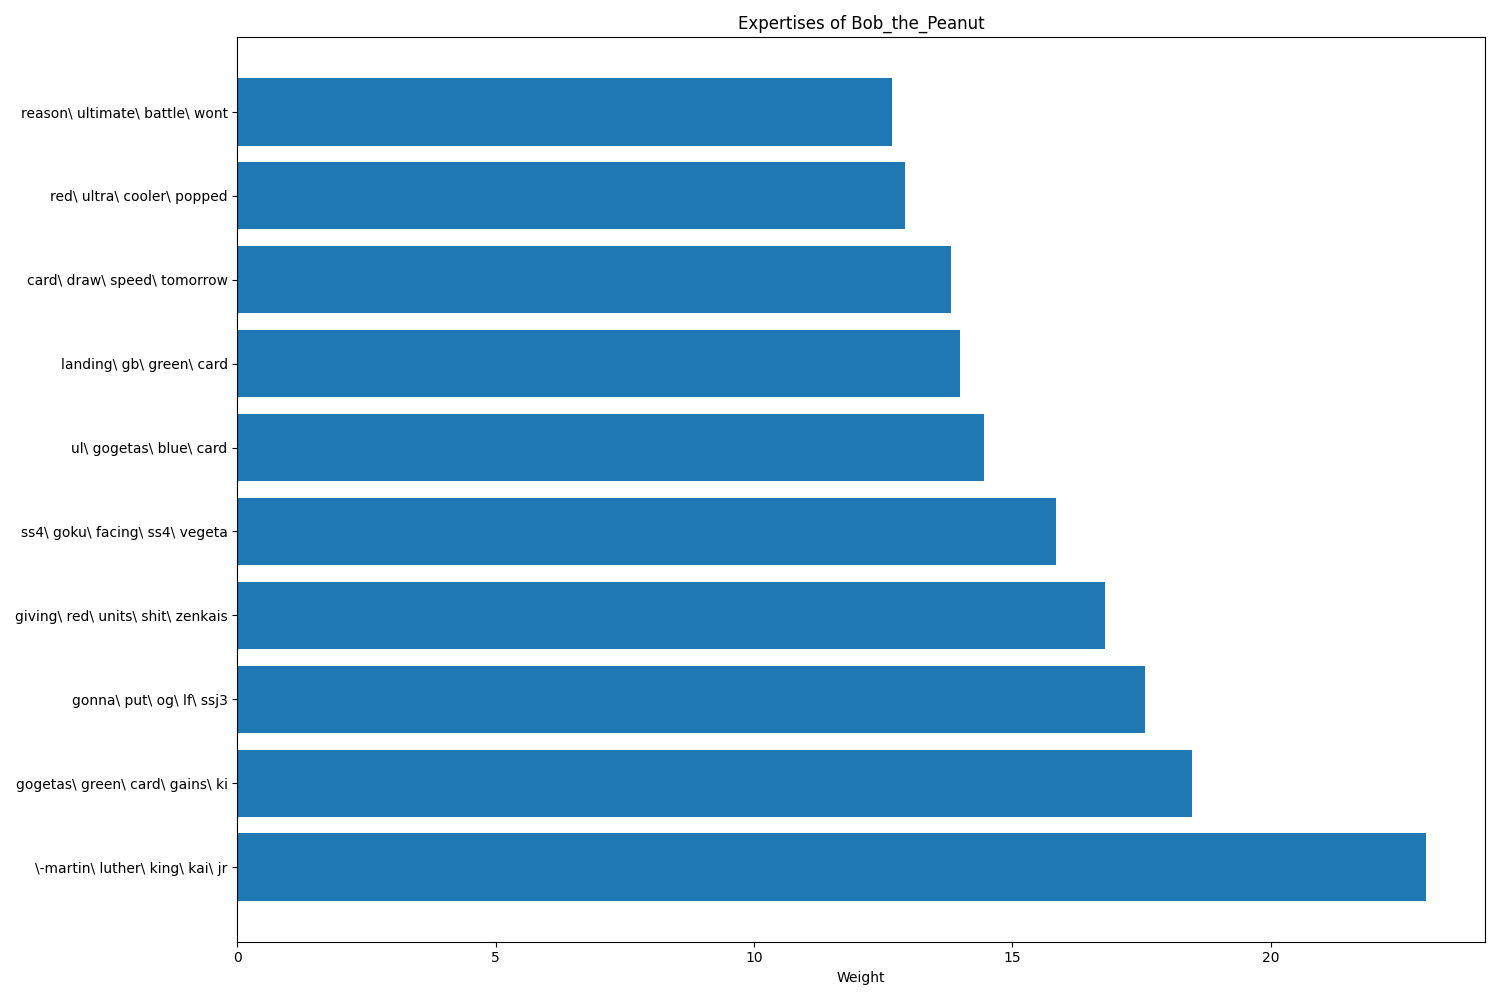 Expertises of Bob_the_Peanut
reason\ ultimate\ battle\ wont
red\ ultra\ cooler\ popped
card\ draw\ speed\ tomorrow
landing\ gb\ green\ card
ul\ gogetas\ blue\ card
ss4\ goku\ facing\ ss4\ vegeta
giving\ red\ units\ shit\ zenkais
gonna\ put\ og\ lf\ ssj3
gogetas\ green\ card\ gains\ ki
\-martin\ luther\ king\ kai\ jr
0 5 10 15 20
Weight